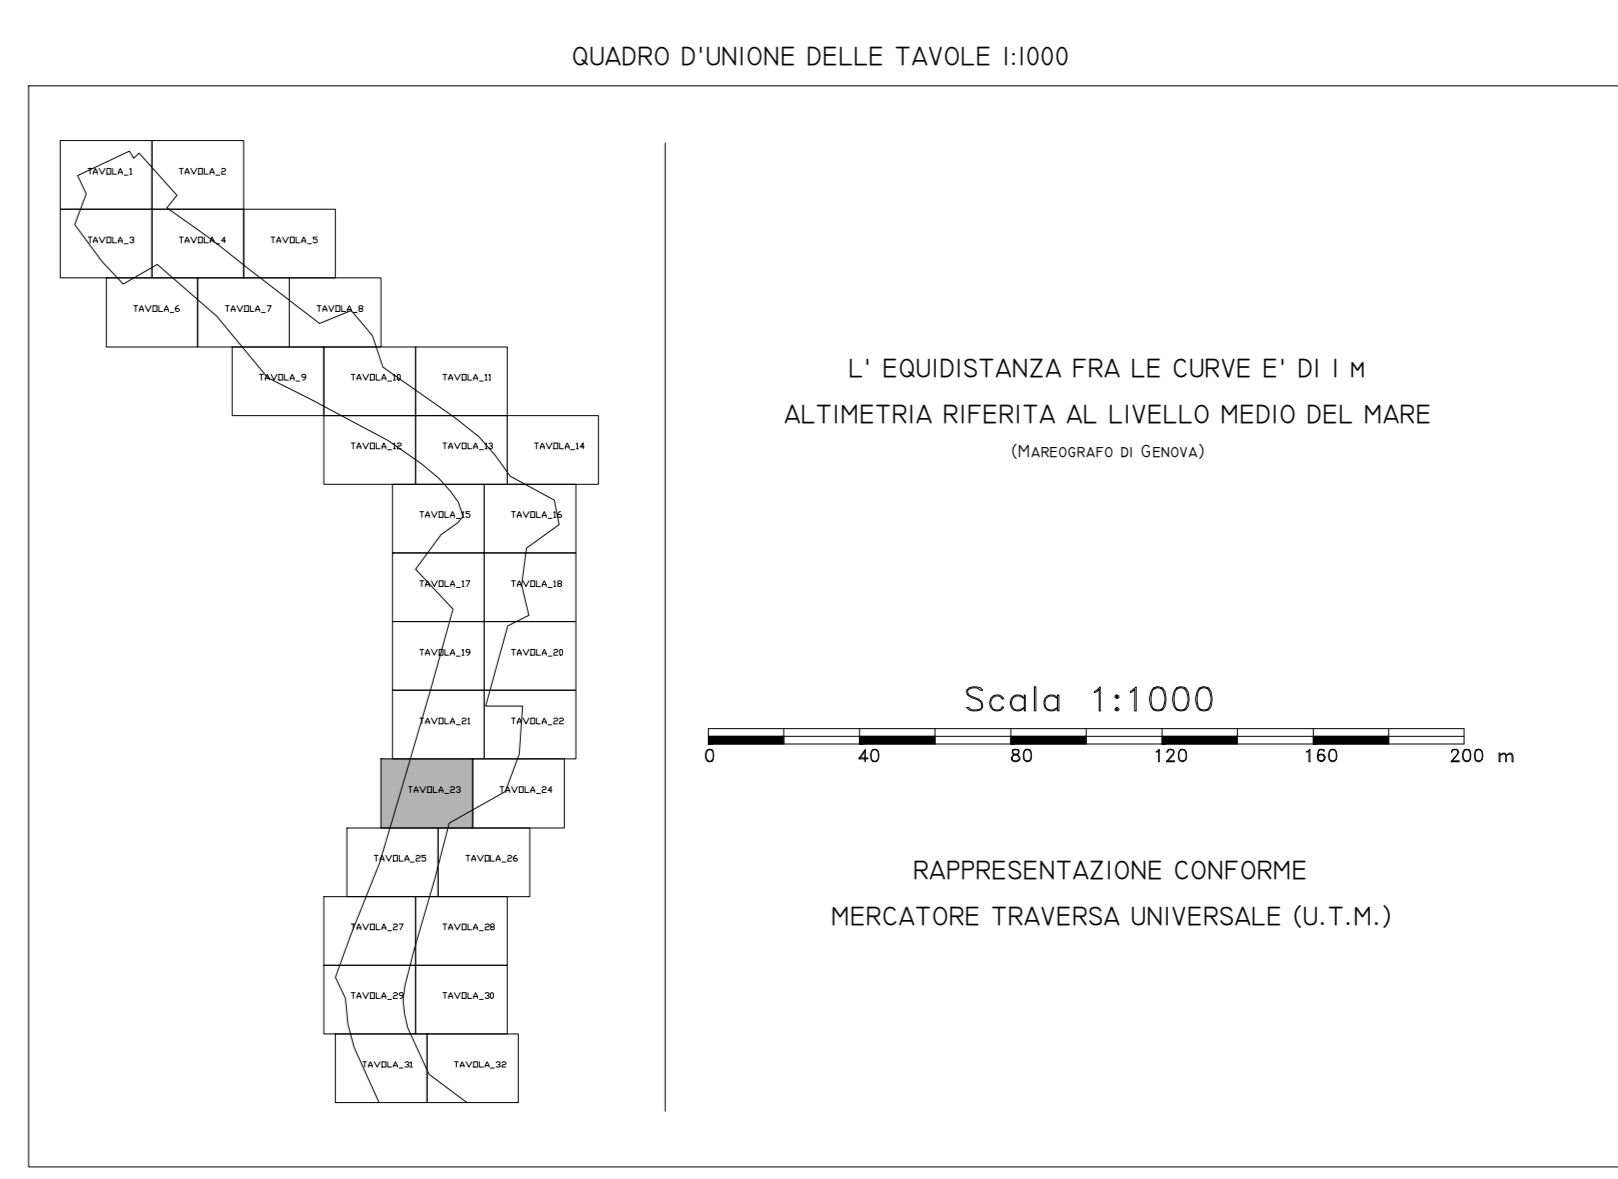 QUADRO D'UNIONE DELLE TAVOLE 1:1000
TAVOLA_1 TAVOLA_2
TAVOLA_3 TAVOLA_4 TAVOLA_5
TAVOLA_6 TAVOLA_7 TAVOLA_8
TAVOLA_9 TAVOLA_10 TAVOLA_11
TAVOLA_12 TAVOLA_13 TAVOLA_14
TAVOLA_15 TAVOLA_16
TAVOLA_17 TAVOLA_18
TAVOLA_19 TAVOLA_20
TAVOLA_21 TAVOLA_22
TAVOLA_23 TAVOLA_24
TAVOLA_25 TAVOLA_26
TAVOLA_27 TAVOLA_28
TAVOLA_29 TAVOLA_30
TAVOLA_31 TAVOLA_32
L' EQUIDISTANZA FRA LE CURVE E' DI 1 M
ALTIMETRIA RIFERITA AL LIVELLO MEDIO DEL MARE
(MAREOGRAFO DI GENOVA)
Scala 1:1000
0 40 80 120 160 200 m
RAPPRESENTAZIONE CONFORME
MERCATORE TRAVERSA UNIVERSALE (U.T.M.)